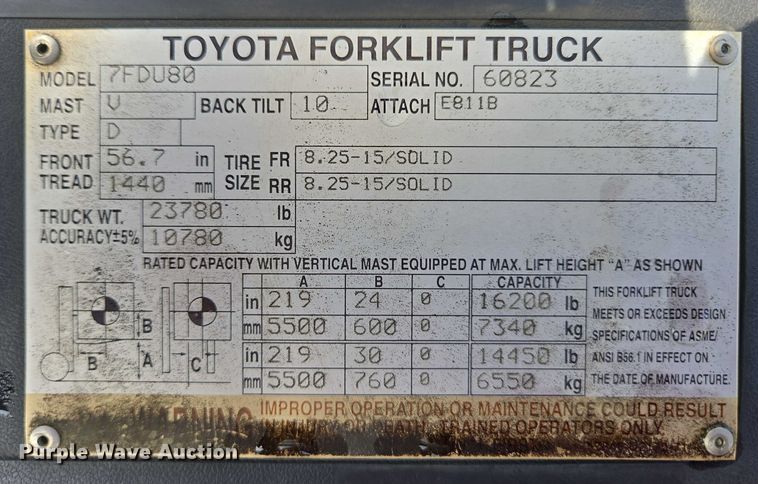 TOYOTA FORKLIFT TRUCK
MODEL 7FDU80 SERIAL NO. 60823
MAST V BACK TILT 10 ATTACH E811B
TYPE D
FRONT TREAD 56.7 in 1440 mm
TIRE SIZE FR 8.25-15/SOLID
RR 8.25-15/SOLID
TRUCK WT. 23780 lb
ACCURACY±5% 10780 kg
RATED CAPACITY WITH VERTICAL MAST EQUIPPED AT MAX. LIFT HEIGHT "A" AS SHOWN
A B C CAPACITY
in 219 24 0 16200 lb
mm 5500 600 0 7340 kg
in 219 30 0 14450 lb
mm 5500 760 0 6550 kg
B
B A C
THIS FORKLIFT TRUCK
MEETS OR EXCEEDS DESIGN
SPECIFICATIONS OF ASME/
ANSI B56.1 IN EFFECT ON
THE DATE OF MANUFACTURE.
WARNING IMPROPER OPERATION OR MAINTENANCE COULD RESULT
IN INJURY OR DEATH. TRAINED OPERATORS ONLY.
Purple Wave Auction